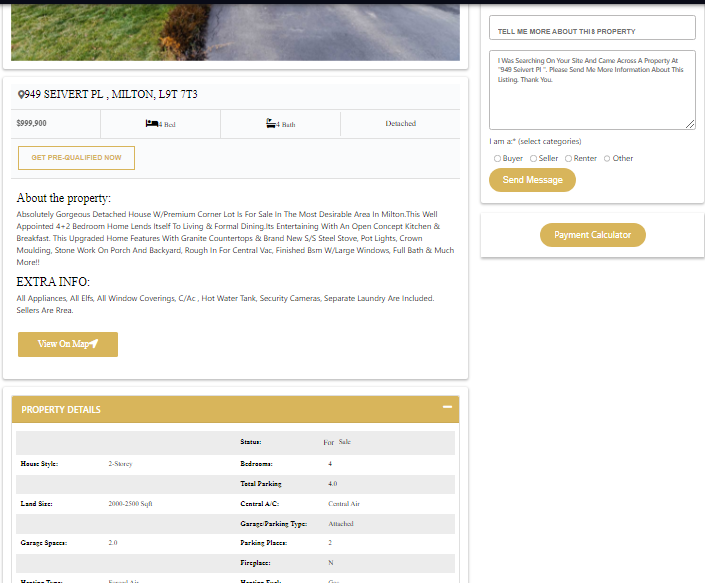 949 SEIVERT PL , MILTON, L9T 7T3
$999,900
4 Bed
4 Bath
Detached
GET PRE-QUALIFIED NOW
About the property:
Absolutely Gorgeous Detached House W/Premium Corner Lot Is For Sale In The Most Desirable Area In Milton.This Well
Appointed 4+2 Bedroom Home Lends Itself To Living & Formal Dining.Its Entertaining With An Open Concept Kitchen &
Breakfast. This Upgraded Home Features With Granite Countertops & Brand New S/S Steel Stove, Pot Lights, Crown
Moulding, Stone Work On Porch And Backyard, Rough In For Central Vac, Finished Bsm W/Large Windows, Full Bath & Much
More!!
EXTRA INFO:
All Appliances, All Elfs, All Window Coverings, C/Ac , Hot Water Tank, Security Cameras, Separate Laundry Are Included.
Sellers Are Rrea.
View On Map
PROPERTY DETAILS
Status: For Sale
House Style: 2-Storey Bedrooms: 4
Total Parking 4.0
Land Size: 2000-2500 Sqft Central A/C: Central Air
Garage/Parking Type: Attached
Garage Spaces: 2.0 Parking Places: 2
Fireplace: N
TELL ME MORE ABOUT THIS PROPERTY
I Was Searching On Your Site And Came Across A Property At
"949 Seivert Pl ". Please Send Me More Information About This
Listing. Thank You.
I am a:* (select categories)
Buyer Seller Renter Other
Send Message
Payment Calculator